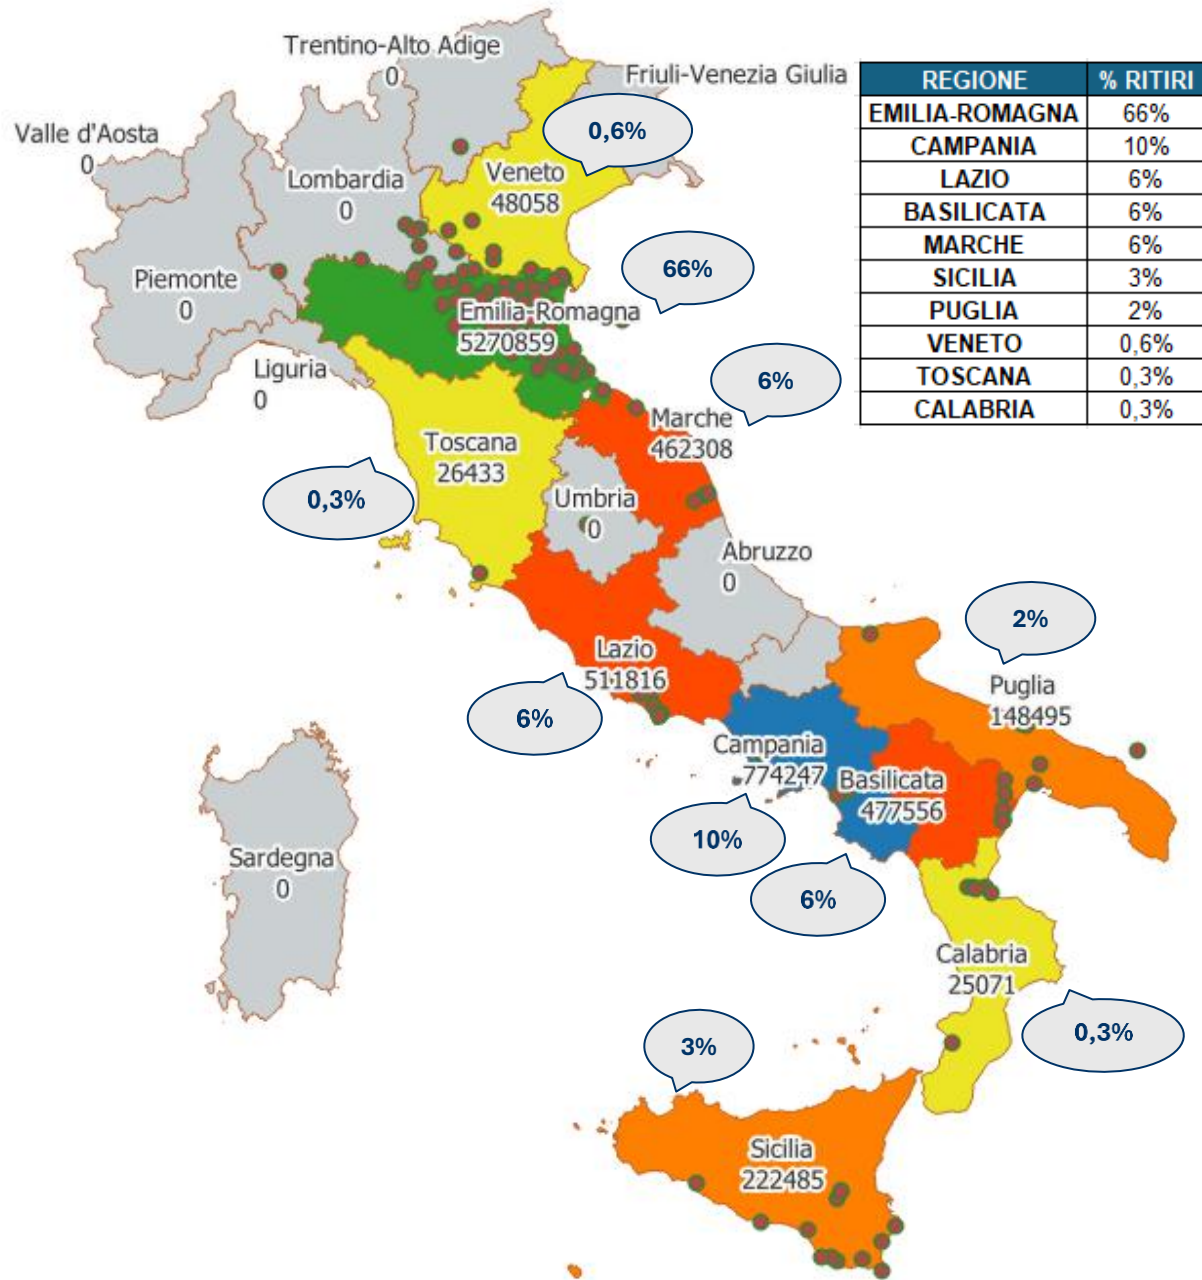 Trentino-Alto Adige
0
Friuli-Venezia Giulia
Valle d'Aosta
0
Lombardia
0
Veneto
48058
0,6%
Piemonte
0
66%
Emilia-Romagna
5270859
Liguria
0
6%
Marche
462308
Toscana
26433
0,3%
Umbria
0
Abruzzo
0
2%
Lazio
511816
6%
Puglia
148495
Campania
774247
Basilicata
477556
10%
6%
Sardegna
0
Calabria
25071
0,3%
3%
Sicilia
222485
REGIONE % RITIRI
EMILIA-ROMAGNA 66%
CAMPANIA 10%
LAZIO 6%
BASILICATA 6%
MARCHE 6%
SICILIA 3%
PUGLIA 2%
VENETO 0,6%
TOSCANA 0,3%
CALABRIA 0,3%